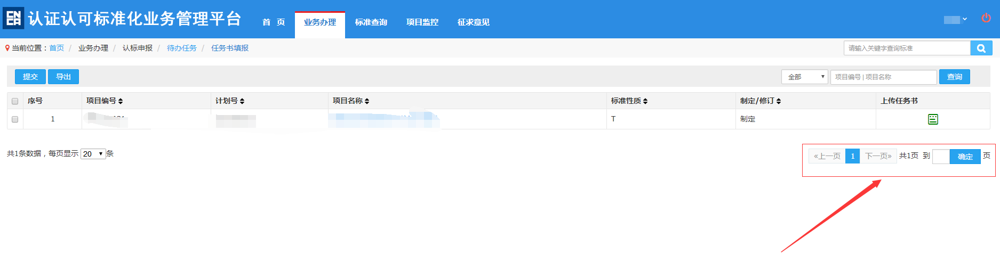 认证认可标准化业务管理平台
首 页 业务办理 标准查询 项目监控 征求意见
当前位置：首页 / 业务办理 / 认标申报 / 待办任务 / 任务书填报
请输入关键字查询标准
提交 导出 全部 项目编号 | 项目名称 查询
序号 项目编号 计划号 项目名称 标准性质 制定/修订 上传任务书
1 T 制定
共1条数据，每页显示 20 条
«上一页 1 下一页» 共1页 到 确定 页